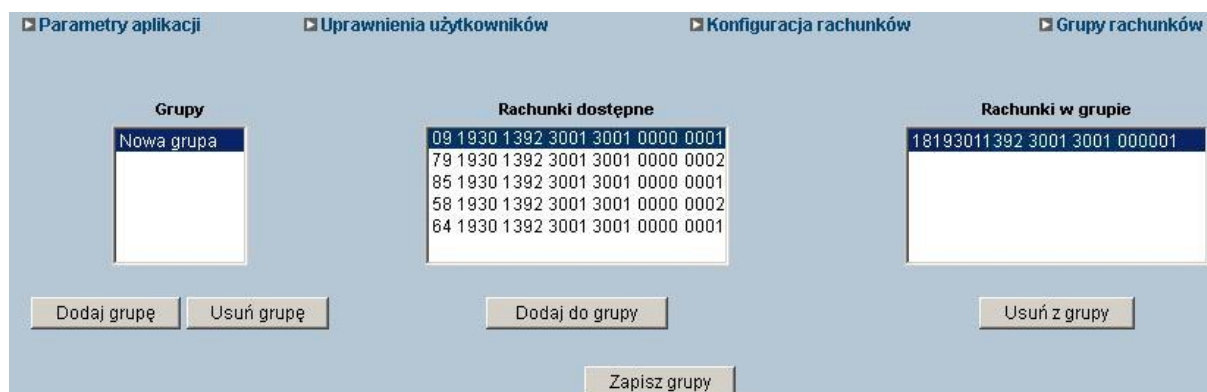 Parametry aplikacji Uprawnienia użytkowników Konfiguracja rachunków Grupy rachunków
Grupy Rachunki dostępne Rachunki w grupie
Nowa grupa
09 1930 1392 3001 3001 0000 0001
79 1930 1392 3001 3001 0000 0002
85 1930 1392 3001 3001 0000 0001
58 1930 1392 3001 3001 0000 0002
64 1930 1392 3001 3001 0000 0001
18193011392 3001 3001 000001
Dodaj grupę Usuń grupę Dodaj do grupy Usuń z grupy
Zapisz grupy